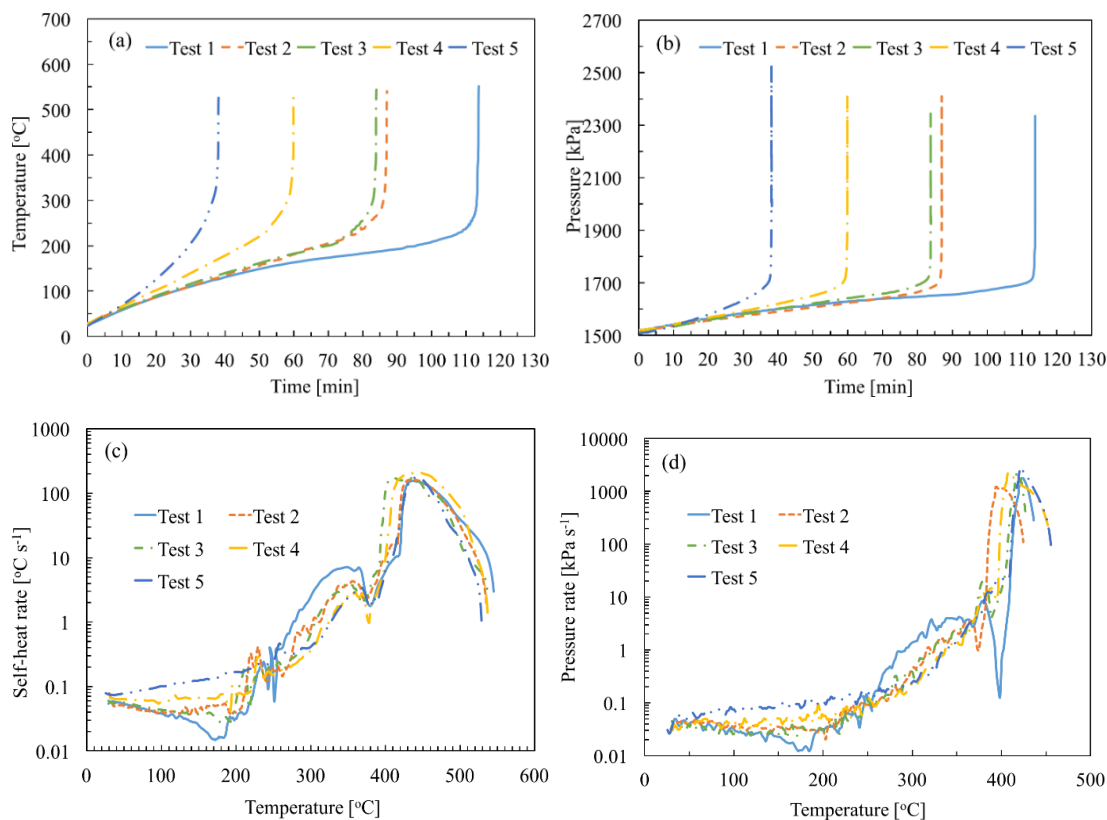 (a)
Test 1 Test 2 Test 3 Test 4 Test 5
700
600
500
400
300
200
100
0
Temperature [°C]
0 10 20 30 40 50 60 70 80 90 100 110 120 130
Time [min]
(b)
Test 1 Test 2 Test 3 Test 4 Test 5
2700
2500
2300
2100
1900
1700
1500
Pressure [kPa]
0 10 20 30 40 50 60 70 80 90 100 110 120 130
Time [min]
(c)
Test 1 Test 2
Test 3 Test 4
Test 5
1000
100
10
1
0.1
0.01
Self-heat rate [°C s⁻¹]
0 100 200 300 400 500 600
Temperature [°C]
(d)
Test 1 Test 2
Test 3 Test 4
Test 5
10000
1000
100
10
1
0.1
0.01
Pressure rate [kPa s⁻¹]
0 100 200 300 400 500
Temperature [°C]